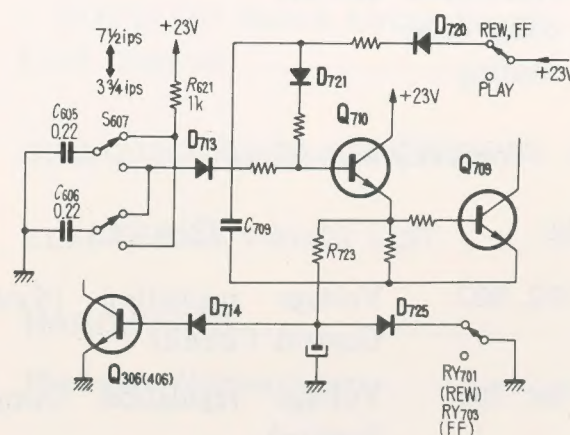 7½ips
3¾ips
+23V
R621
1k
C605
0.22
S607
C606
0.22
D713
D721
D720
REW, FF
PLAY
+23V
+23V
Q710
Q709
C709
R723
D714
D725
Q306(406)
RY701
(REW)
RY703
(FF)